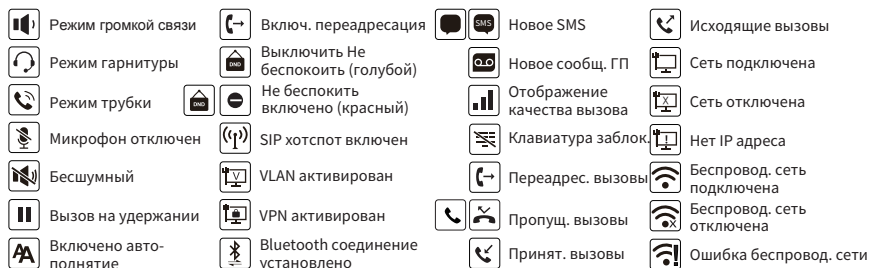 Режим громкой связи
Режим гарнитуры
Режим трубки
Микрофон отключен
Бесшумный
Вызов на удержании
AA
Включено авто-
поднятие
Включ. переадресация
DND
Выключить Не
беспокоить (голубой)
DND
Не беспокить
включено (красный)
SIP хотспот включен
V
VLAN активирован
VPN активирован
Bluetooth соединение
установлено
SMS
Новое SMS
Новое сообщ. ГП
Отображение
качества вызова
Клавиатура заблок.
Переадрес. вызовы
Пропущ. вызовы
Принят. вызовы
Исходящие вызовы
Сеть подключена
X
Сеть отключена
!
Нет IP адреса
Беспровод. сеть
подключена
X
Беспровод. сеть
отключена
!
Ошибка беспровод. сети